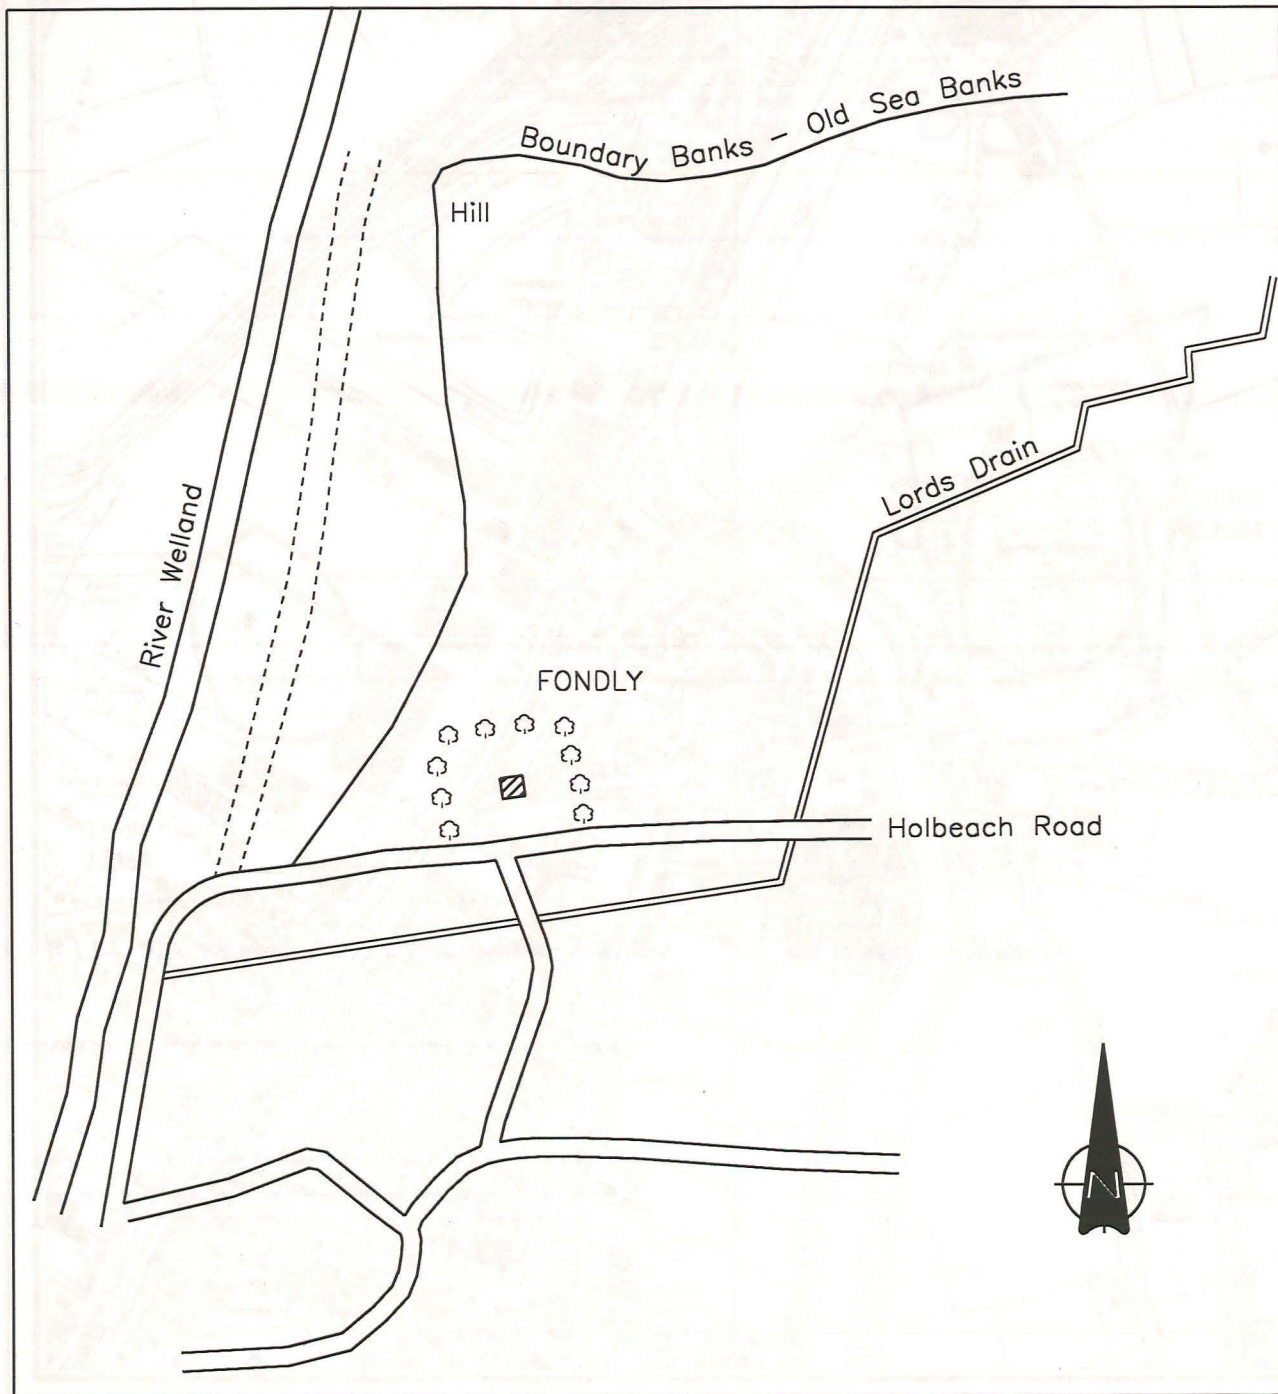 Boundary Banks - Old Sea Banks
Hill
Lords Drain
River Welland
FONDLY
Holbeach Road
N